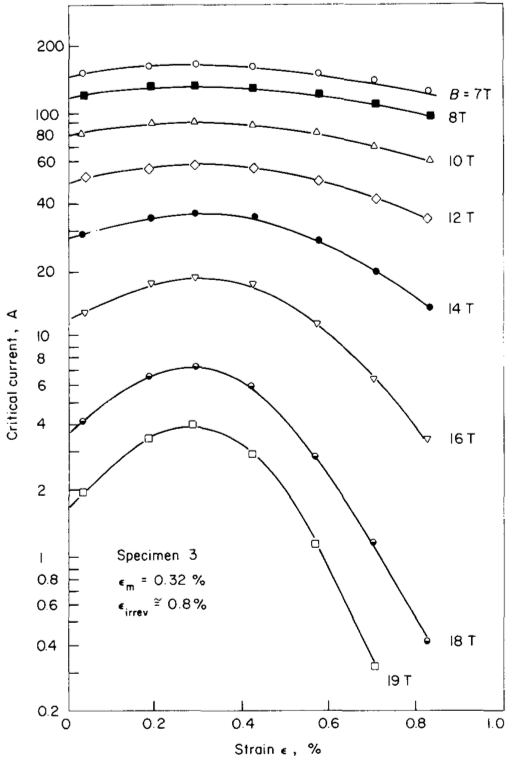 200
100
80
60
40
20
10
8
6
4
2
1
0.8
0.6
0.4
0.2
Critical current, A
B = 7T
8T
10 T
12 T
14 T
16 T
18 T
19 T
Specimen 3
ϵm = 0.32 %
ϵirrev ≅ 0.8%
0 0.2 0.4 0.6 0.8 1.0
Strain ϵ, %